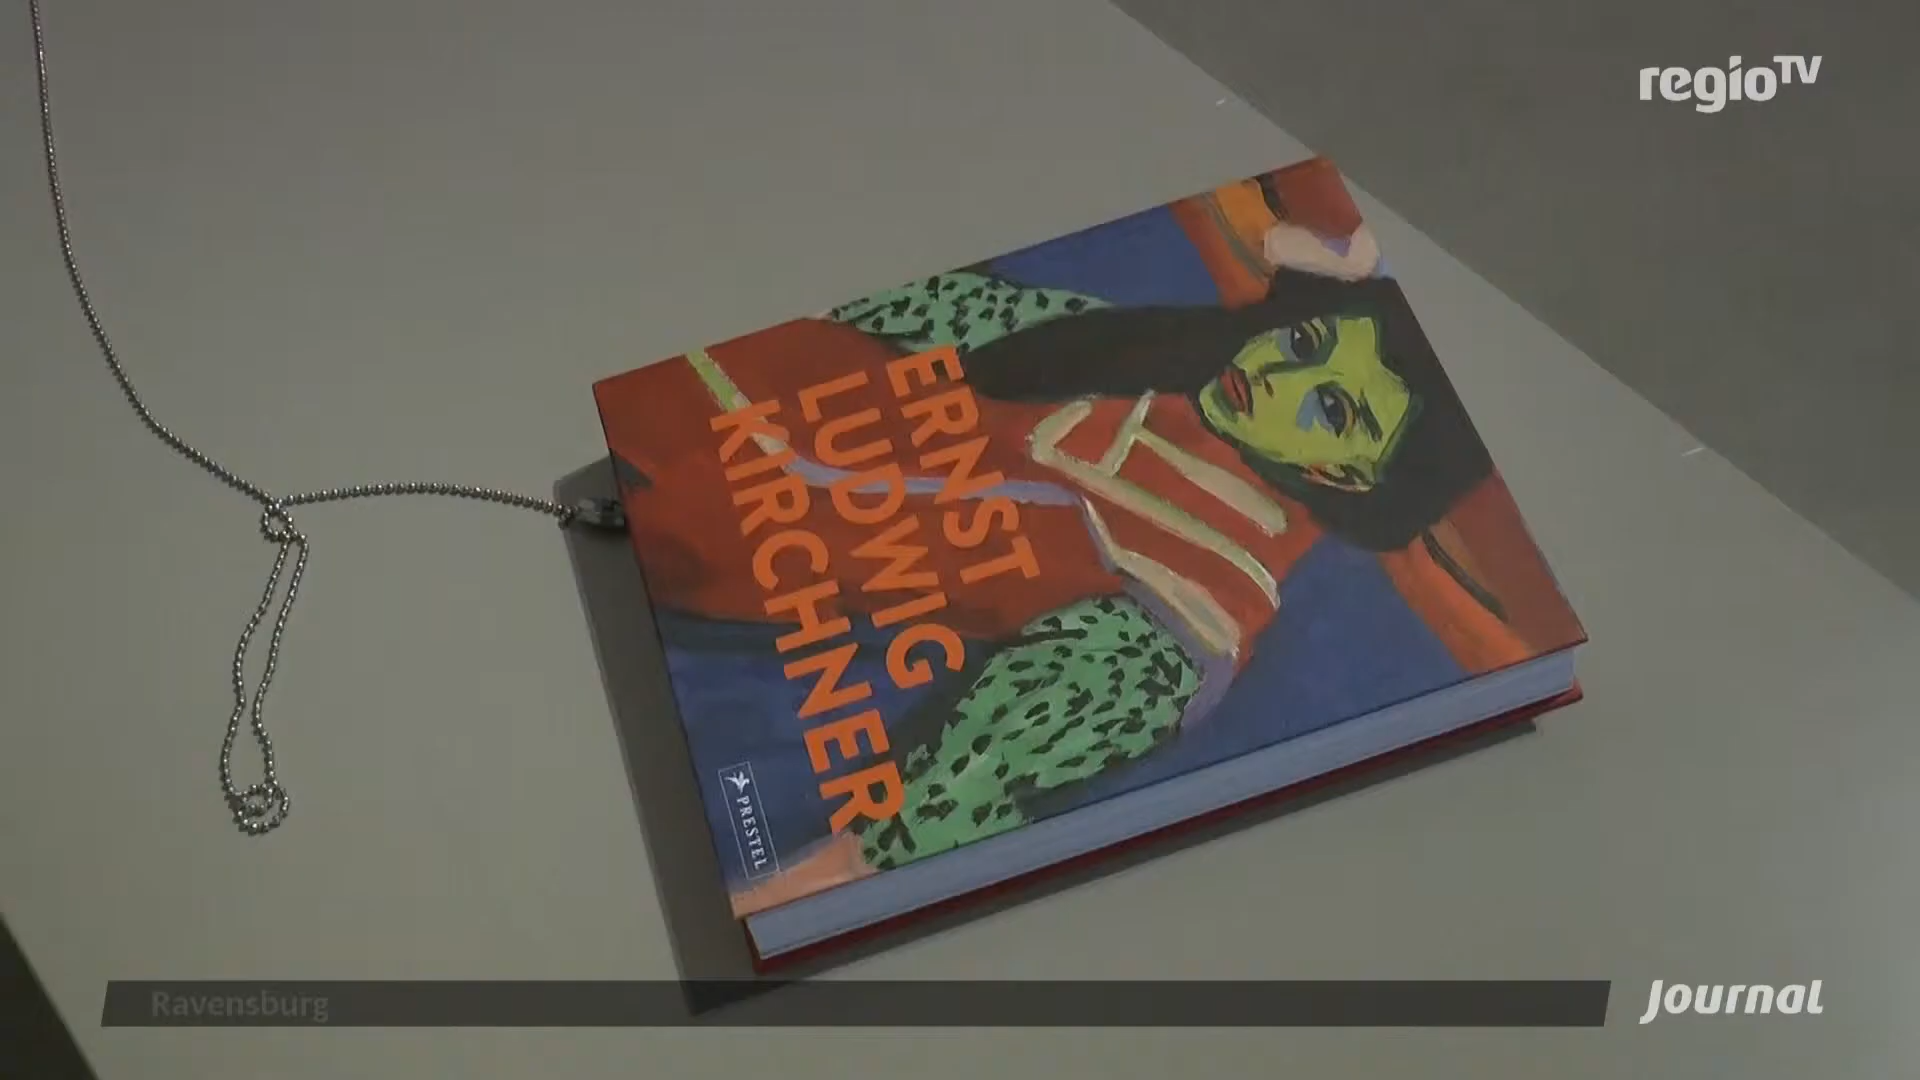 regioTV
ERNST
LUDWIG
KIRCHNER
PRESTEL
Ravensburg
Journal